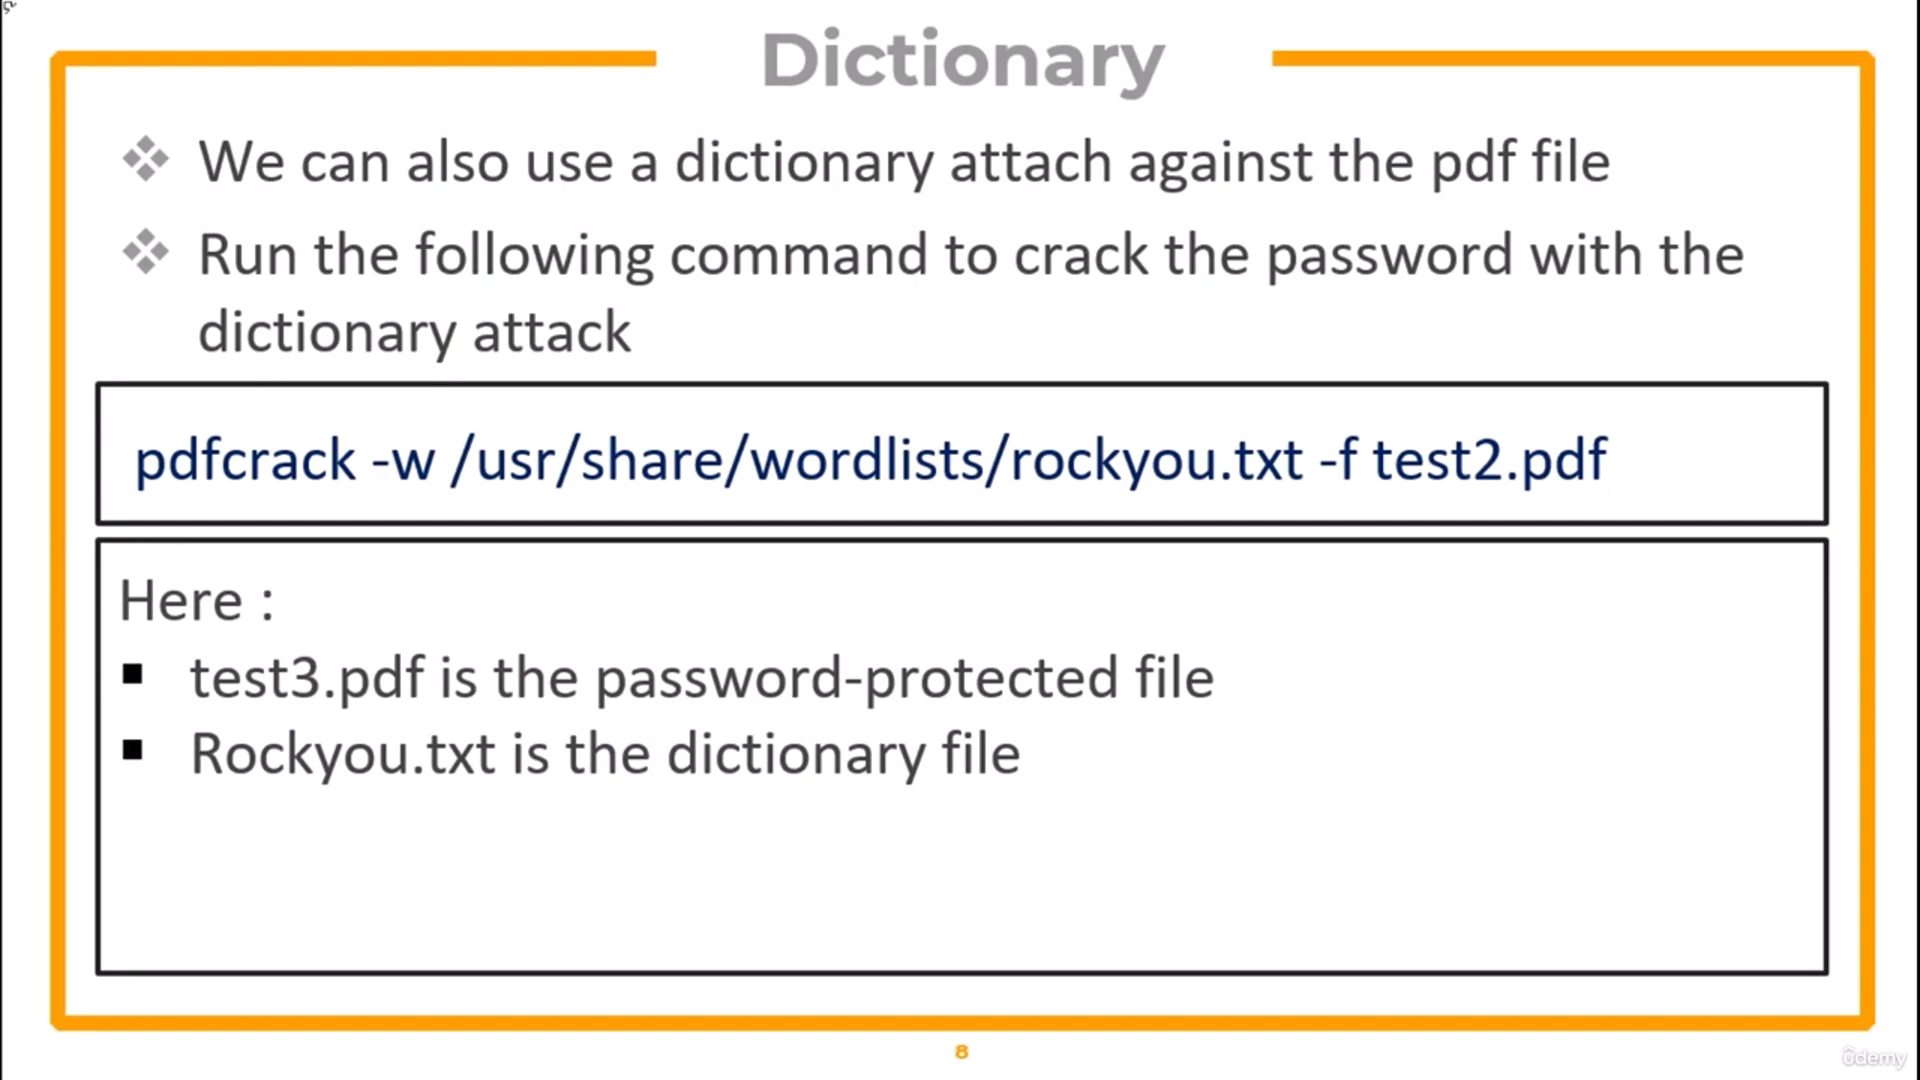 Dictionary
We can also use a dictionary attach against the pdf file
Run the following command to crack the password with the
dictionary attack
pdfcrack -w /usr/share/wordlists/rockyou.txt -f test2.pdf
Here :
test3.pdf is the password-protected file
Rockyou.txt is the dictionary file
8
ûdemy